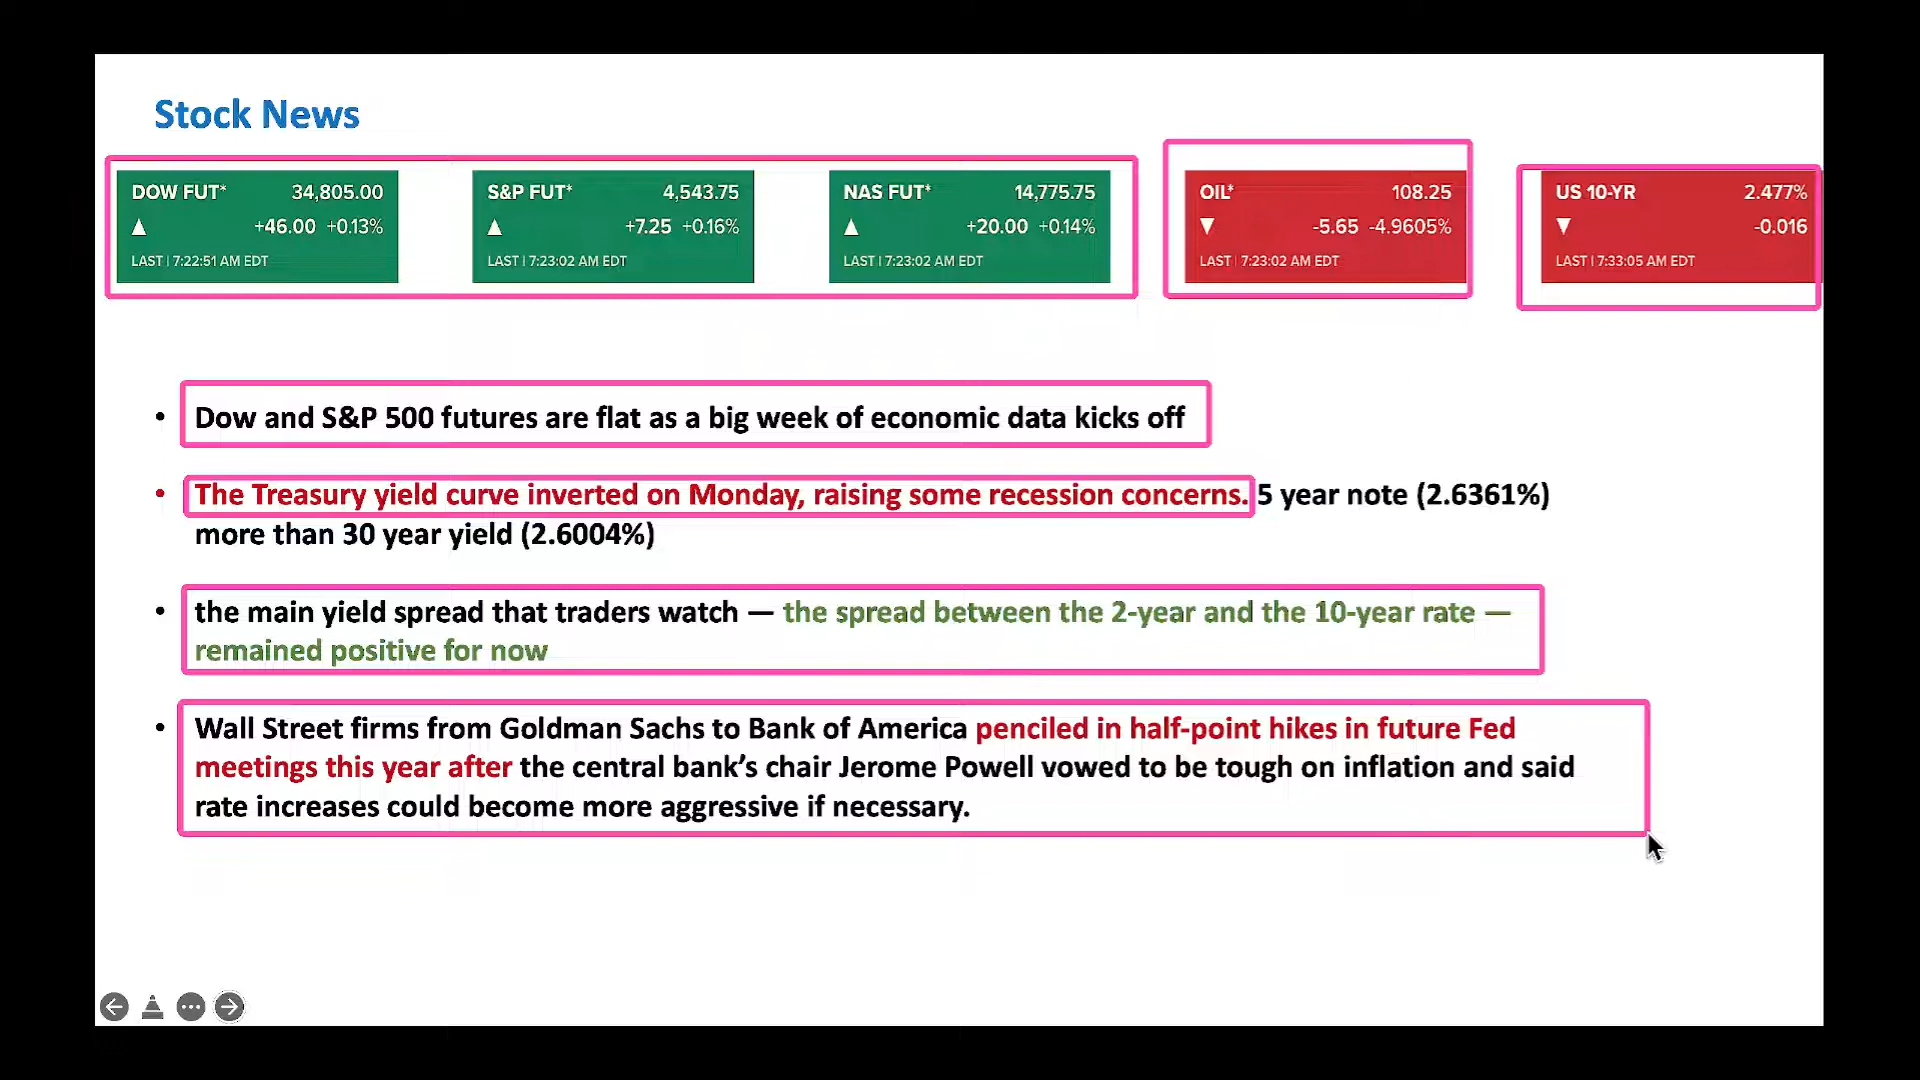 Stock News
DOW FUT* 34,805.00
▲ +46.00 +0.13%
LAST | 7:22:51 AM EDT
S&P FUT* 4,543.75
▲ +7.25 +0.16%
LAST | 7:23:02 AM EDT
NAS FUT* 14,775.75
▲ +20.00 +0.14%
LAST | 7:23:02 AM EDT
OIL* 108.25
▼ -5.65 -4.9605%
LAST | 7:23:02 AM EDT
US 10-YR 2.477%
▼ -0.016
LAST | 7:33:05 AM EDT
• Dow and S&P 500 futures are flat as a big week of economic data kicks off
• The Treasury yield curve inverted on Monday, raising some recession concerns. 5 year note (2.6361%)
more than 30 year yield (2.6004%)
• the main yield spread that traders watch — the spread between the 2-year and the 10-year rate —
remained positive for now
• Wall Street firms from Goldman Sachs to Bank of America penciled in half-point hikes in future Fed
meetings this year after the central bank’s chair Jerome Powell vowed to be tough on inflation and said
rate increases could become more aggressive if necessary.